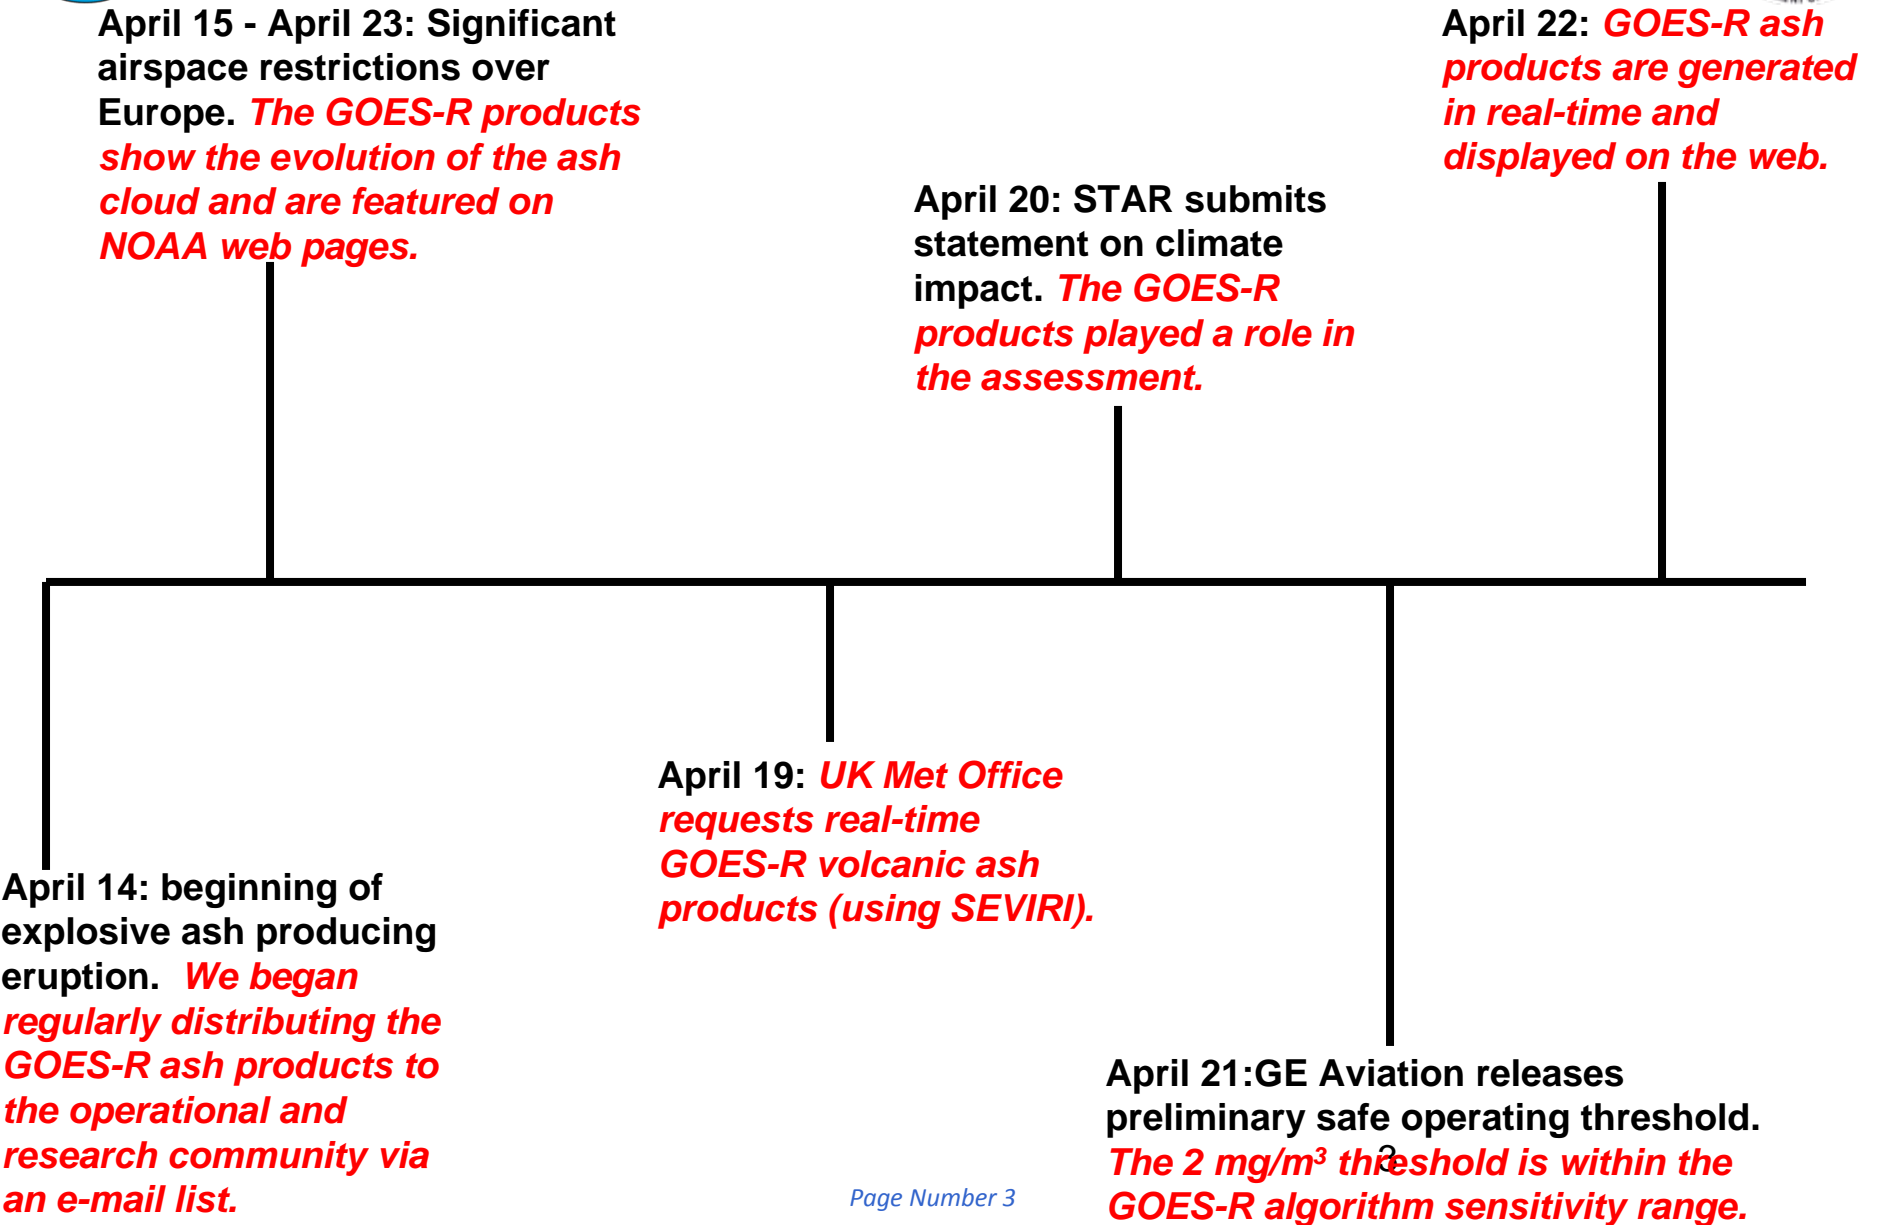 April 15 - April 23: Significant
airspace restrictions over
Europe. The GOES-R products
show the evolution of the ash
cloud and are featured on
NOAA web pages.
April 22: GOES-R ash
products are generated
in real-time and
displayed on the web.
April 20: STAR submits
statement on climate
impact. The GOES-R
products played a role in
the assessment.
April 19: UK Met Office
requests real-time
GOES-R volcanic ash
products (using SEVIRI).
April 14: beginning of
explosive ash producing
eruption. We began
regularly distributing the
GOES-R ash products to
the operational and
research community via
an e-mail list.
April 21:GE Aviation releases
preliminary safe operating threshold.
The 2 mg/m³ threshold is within the
GOES-R algorithm sensitivity range.
3
Page Number 3